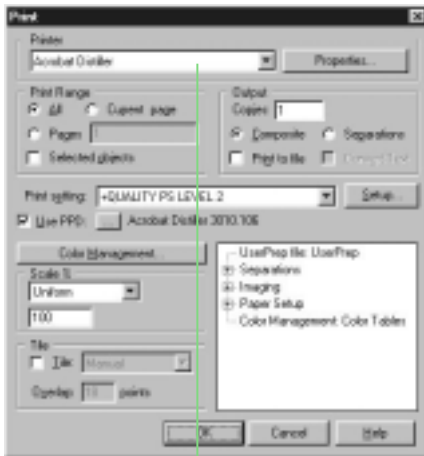 Print
Printer
Acrobat Distiller
Properties...
Print Range
All
Current page
Pages
1
Selected objects
Output
Copies
1
Composite
Separations
Print to file
Convert
Print setting:
+QUALITY PS LEVEL 2
Setup...
Use PPD:
...
Acrobat Distiller 3010.106
Color Management...
Scale %
Uniform
100
Tile
Tile:
Manual
Overlap:
points
UserPrep file: UserPrep
Separations
Imaging
Paper Setup
Color Management: Color Tables
OK
Cancel
Help